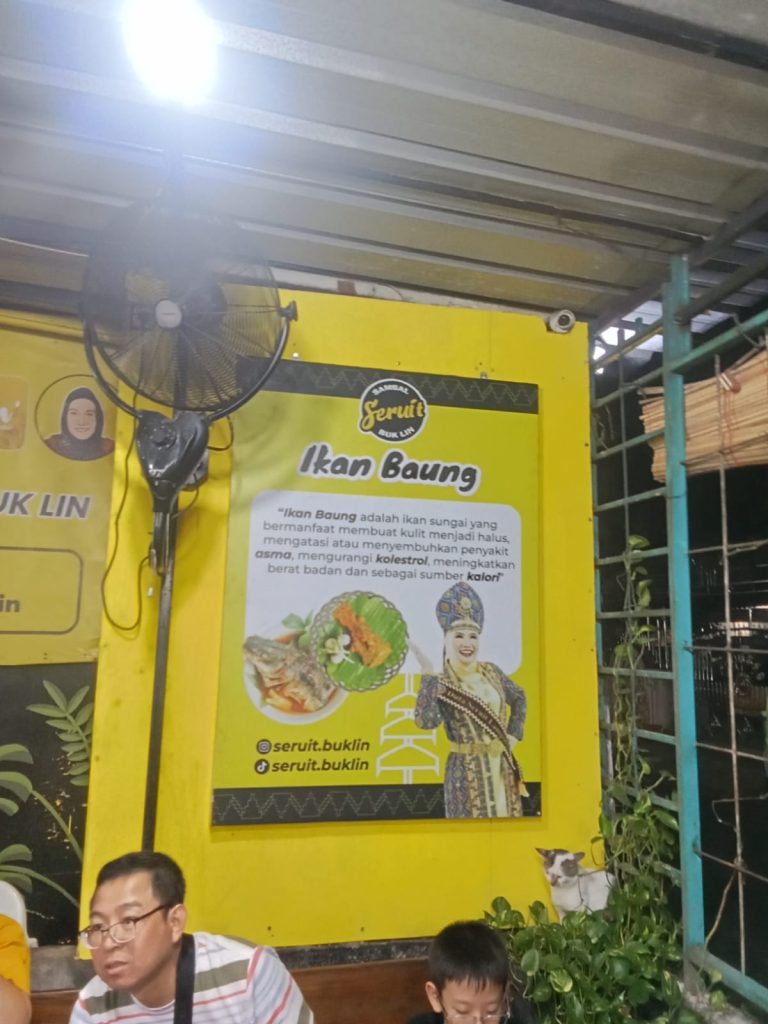 SAMBAL
Seruit
BUK LIN
Ikan Baung
"Ikan Baung adalah ikan sungai yang
bermanfaat membuat kulit menjadi halus,
mengatasi atau menyembuhkan penyakit
asma, mengurangi kolestrol, meningkatkan
berat badan dan sebagai sumber kalori"
seruit.buklin
seruit.buklin
UK LIN
in